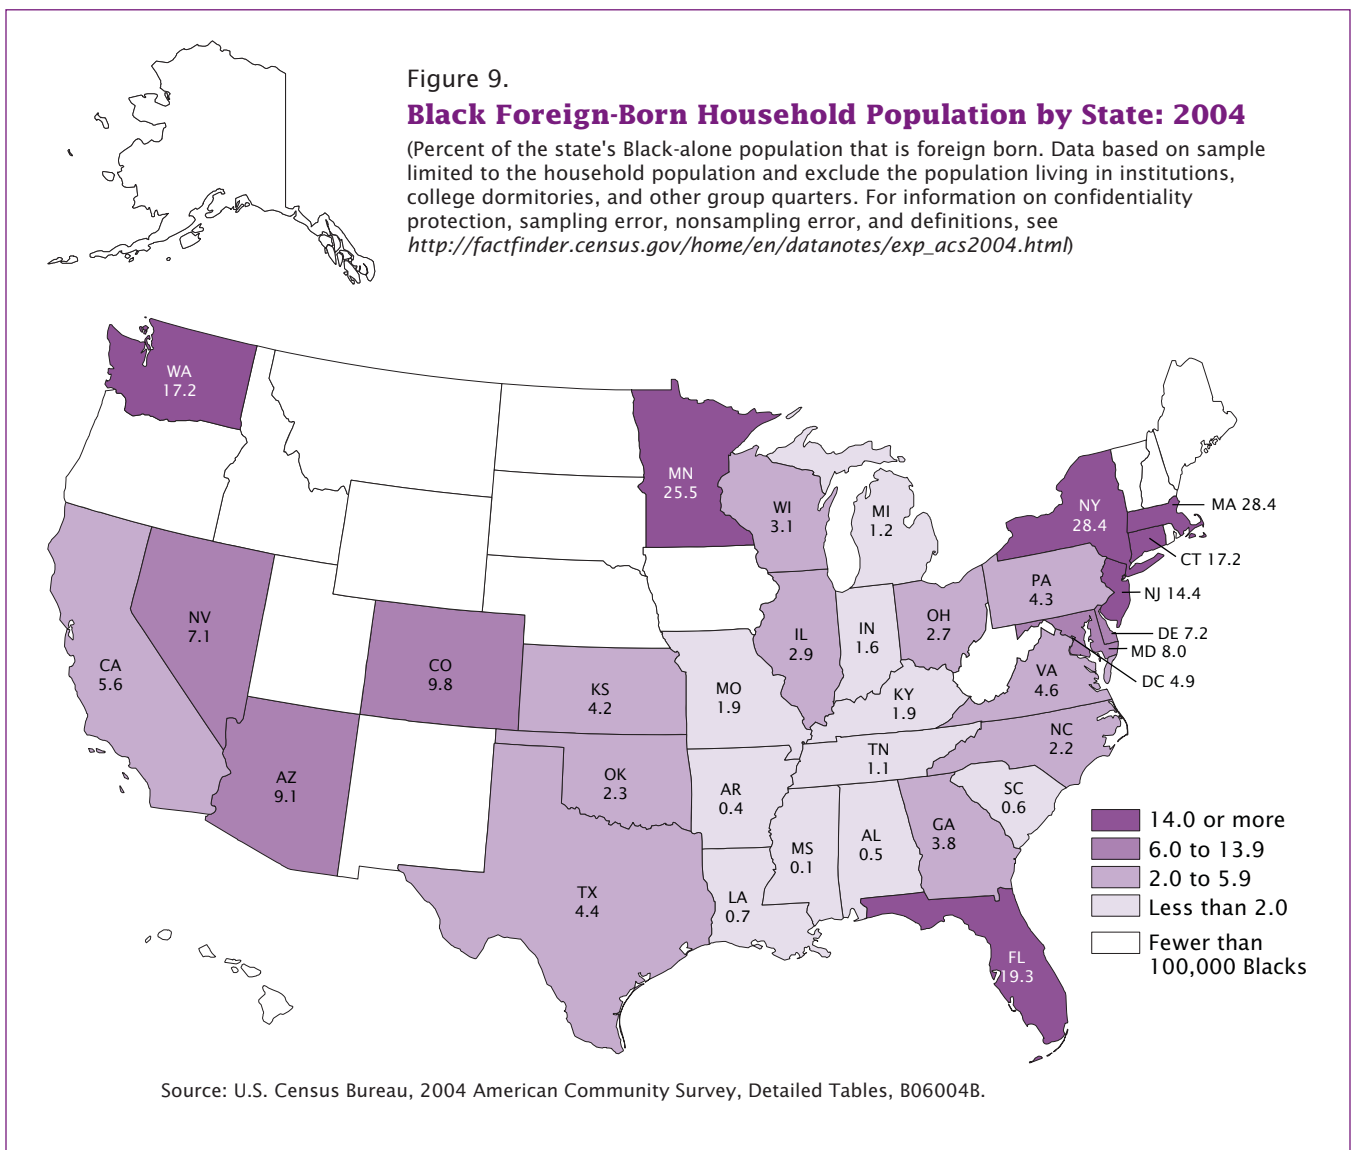 Figure 9.
Black Foreign-Born Household Population by State: 2004
(Percent of the state's Black-alone population that is foreign born. Data based on sample
limited to the household population and exclude the population living in institutions,
college dormitories, and other group quarters. For information on confidentiality
protection, sampling error, nonsampling error, and definitions, see
http://factfinder.census.gov/home/en/datanotes/exp_acs2004.html)
WA
17.2
MN
25.5
WI
3.1
MI
1.2
NY
28.4
MA 28.4
CT 17.2
PA
4.3
NJ 14.4
NV
7.1
OH
2.7
IN
1.6
IL
2.9
DE 7.2
MD 8.0
DC 4.9
CA
5.6
CO
9.8
KS
4.2
MO
1.9
KY
1.9
VA
4.6
NC
2.2
TN
1.1
AZ
9.1
OK
2.3
AR
0.4
SC
0.6
MS
0.1
AL
0.5
GA
3.8
TX
4.4
LA
0.7
FL
19.3
14.0 or more
6.0 to 13.9
2.0 to 5.9
Less than 2.0
Fewer than
100,000 Blacks
Source: U.S. Census Bureau, 2004 American Community Survey, Detailed Tables, B06004B.